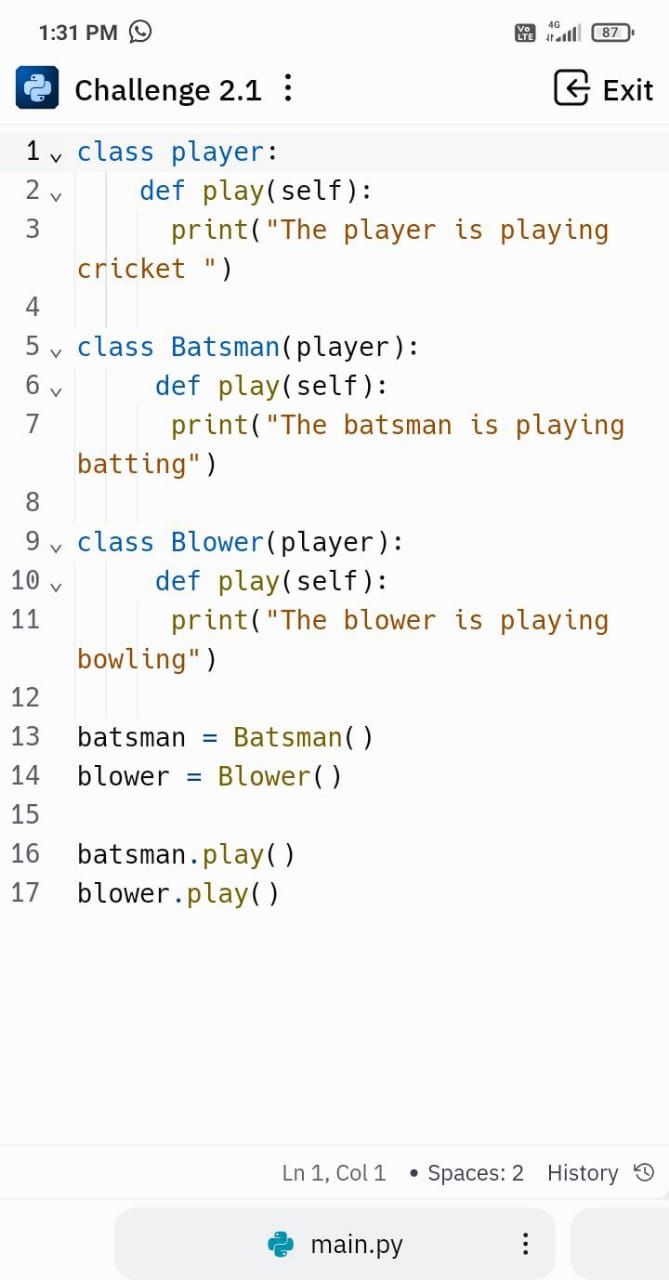 1:31 PM
Vo LTE 4G 87
Challenge 2.1 Exit
1 class player:
2     def play(self):
3       print("The player is playing
cricket ")
4
5 class Batsman(player):
6      def play(self):
7       print("The batsman is playing
batting")
8
9 class Blower(player):
10      def play(self):
11       print("The blower is playing
bowling")
12
13 batsman = Batsman()
14 blower = Blower()
15
16 batsman.play()
17 blower.play()
Ln 1, Col 1 • Spaces: 2 History
main.py